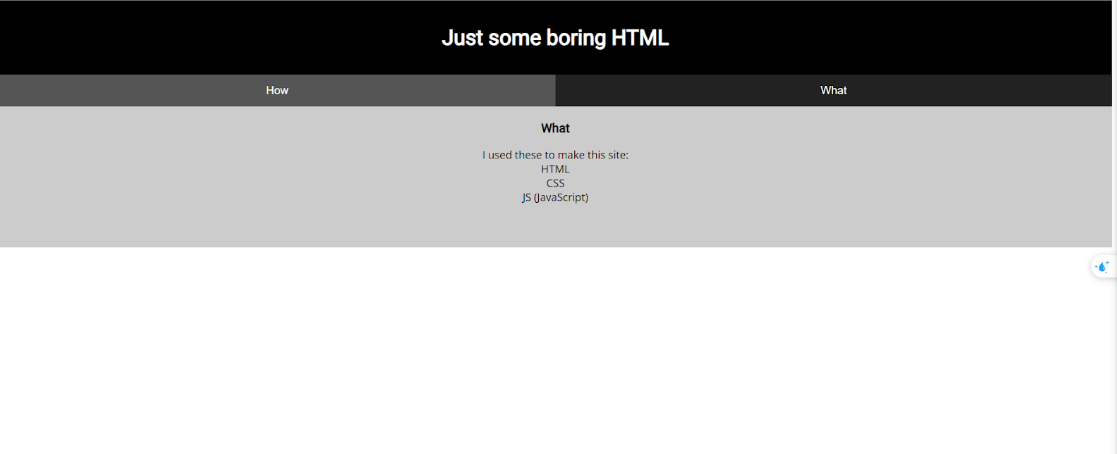 Just some boring HTML
How
What
What
I used these to make this site:
HTML
CSS
JS (JavaScript)